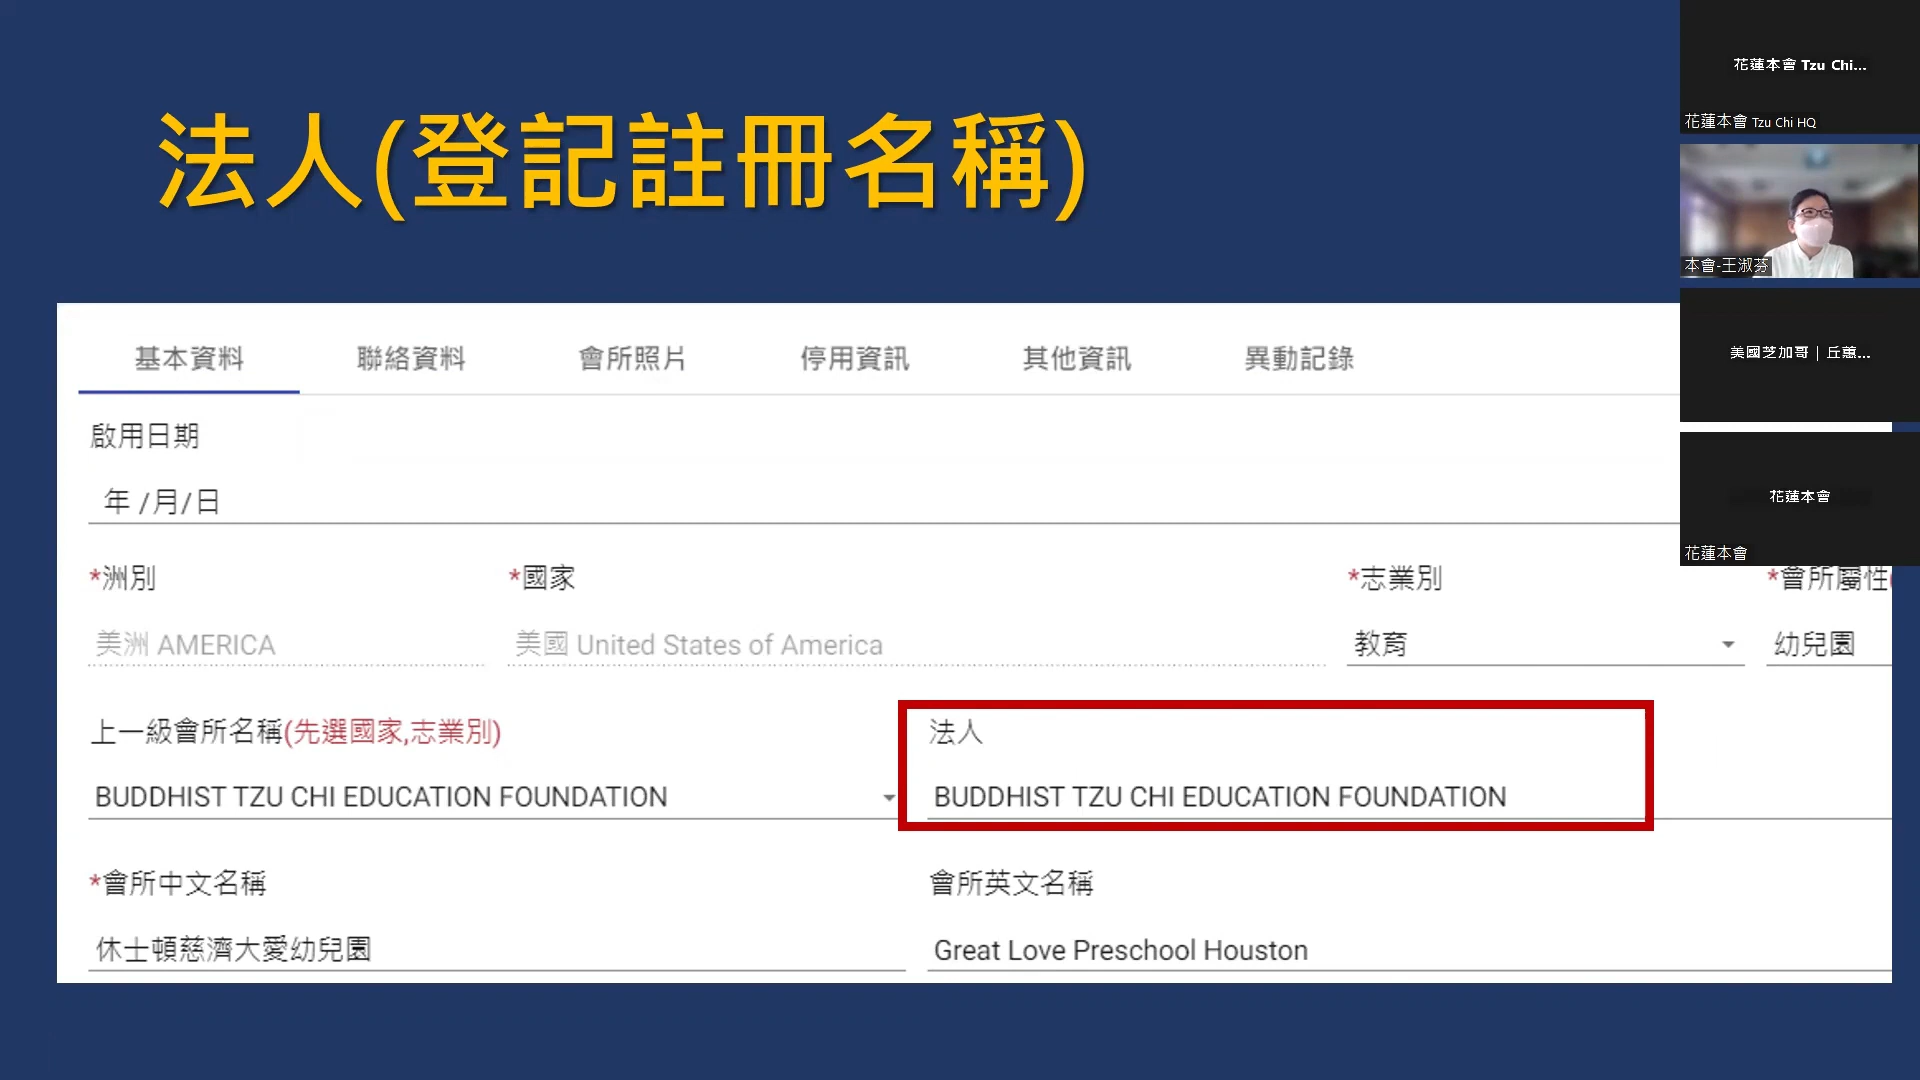 法人(登記註冊名稱)
基本資料 聯絡資料 會所照片 停用資訊 其他資訊 異動記錄
啟用日期
年 /月/日
*洲別 *國家 *志業別 *會所屬性
美洲 AMERICA 美國 United States of America 教育 幼兒園
上一級會所名稱(先選國家,志業別) 法人
BUDDHIST TZU CHI EDUCATION FOUNDATION BUDDHIST TZU CHI EDUCATION FOUNDATION
*會所中文名稱 會所英文名稱
休士頓慈濟大愛幼兒園 Great Love Preschool Houston
花蓮本會 Tzu Chi...
花蓮本會 Tzu Chi HQ
本會-王淑芬
美國芝加哥｜丘蕙...
花蓮本會
花蓮本會